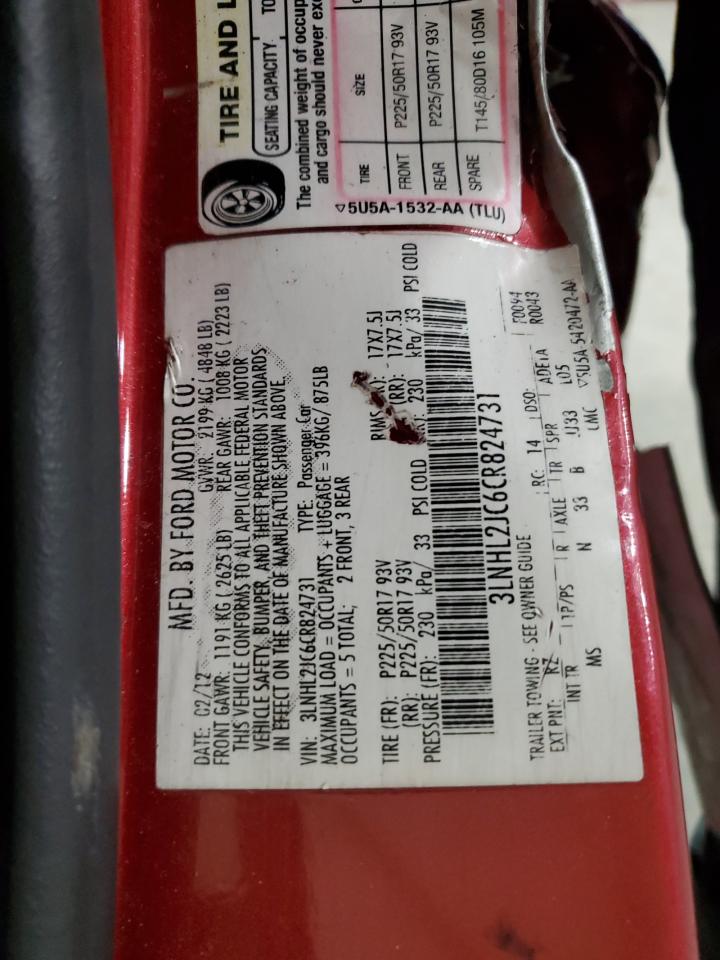 TIRE AND L
SEATING CAPACITY TO
The combined weight of occup
and cargo should never exc
TIRE SIZE
FRONT P225/50R17 93V
REAR P225/50R17 93V
SPARE T145/80D16 105M
5U5A-1532-AA (TLU)
MFD. BY FORD MOTOR CO.
DATE: 02/12 GVWR: 2199 KG ( 4848 LB)
FRONT GAWR: 1191 KG ( 2625 LB) REAR GAWR: 1008 KG ( 2223 LB)
THIS VEHICLE CONFORMS TO ALL APPLICABLE FEDERAL MOTOR
VEHICLE SAFETY, BUMPER, AND THEFT PREVENTION STANDARDS
IN EFFECT ON THE DATE OF MANUFACTURE SHOWN ABOVE.
VIN: 3LNHL2JC6CR824731 TYPE: Passenger Car
MAXIMUM LOAD = OCCUPANTS + LUGGAGE = 396KG/ 875LB
OCCUPANTS = 5 TOTAL; 2 FRONT, 3 REAR
TIRE (FR): P225/50R17 93V RIMS 17X7.5J
(RR): P225/50R17 93V (RR): 17X7.5J
PRESSURE (FR): 230 kPa/ 33 PSI COLD 230 kPa/ 33 PSI COLD
3LNHL2JC6CR824731
TRAILER TOWING - SEE OWNER GUIDE F0094
EXT PNT: RZ RC: 14 DSO: R0043
INT TR TP/PS R AXLE TR SPR ADE1A
MS N 33 B UJ33 L05
LMC 5U5A 5420472-AA